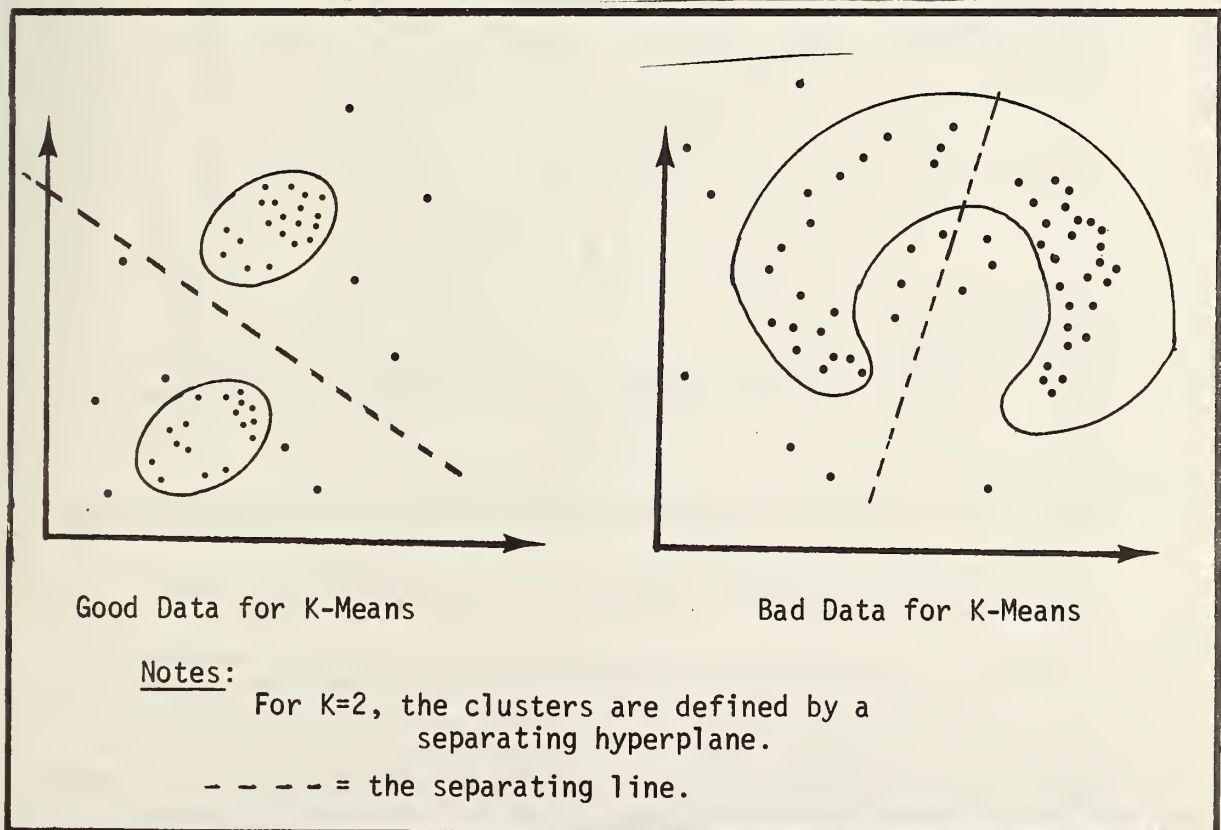 Good Data for K-Means
Bad Data for K-Means
Notes:
For K=2, the clusters are defined by a
separating hyperplane.
- - - - = the separating line.